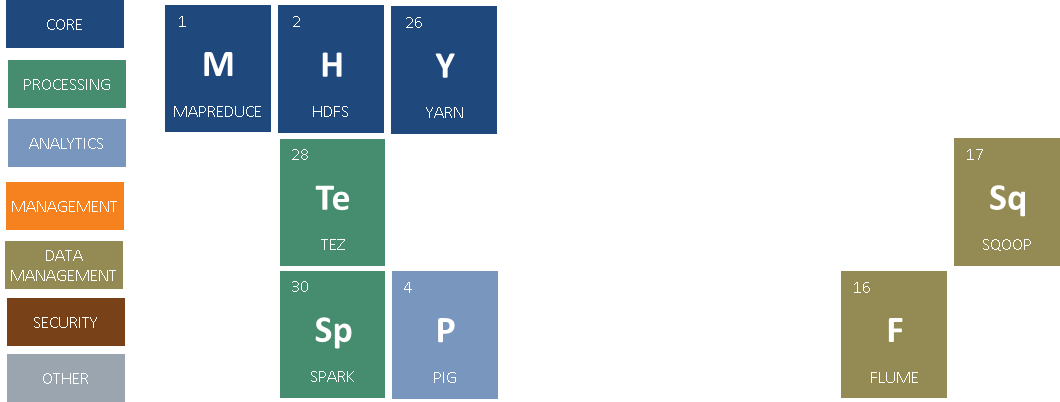 CORE
PROCESSING
ANALYTICS
MANAGEMENT
DATA
MANAGEMENT
SECURITY
OTHER
1
M
MAPREDUCE
2
H
HDFS
26
Y
YARN
28
Te
TEZ
17
Sq
SQOOP
30
Sp
SPARK
4
P
PIG
16
F
FLUME